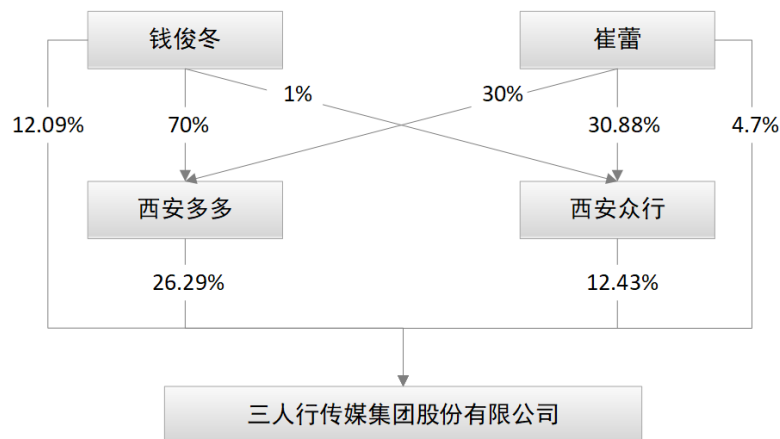 钱俊冬
崔蕾
1%
30%
12.09%
70%
30.88%
4.7%
西安多多
西安众行
26.29%
12.43%
三人行传媒集团股份有限公司